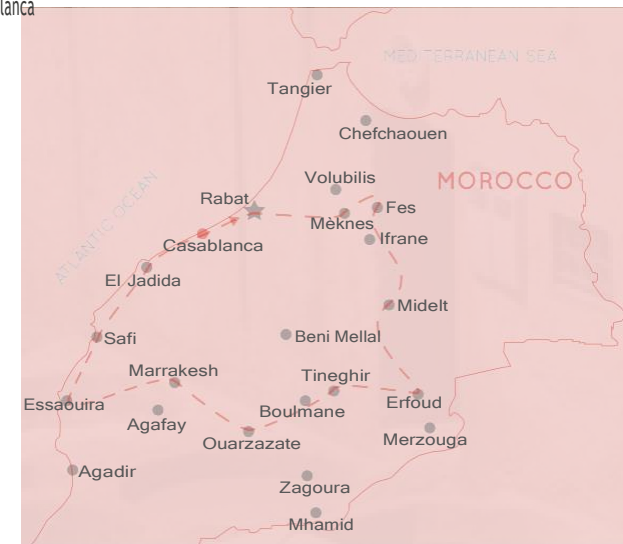 lanca
MEDITERRANEAN SEA
Tangier
Chefchaouen
Volubilis
MOROCCO
Rabat
Fes
Mèknes
ATLANTIC OCEAN
Ifrane
Casablanca
El Jadida
Midelt
Safi
Beni Mellal
Marrakesh
Tineghir
Essaouira
Boulmane
Erfoud
Agafay
Ouarzazate
Merzouga
Agadir
Zagoura
Mhamid